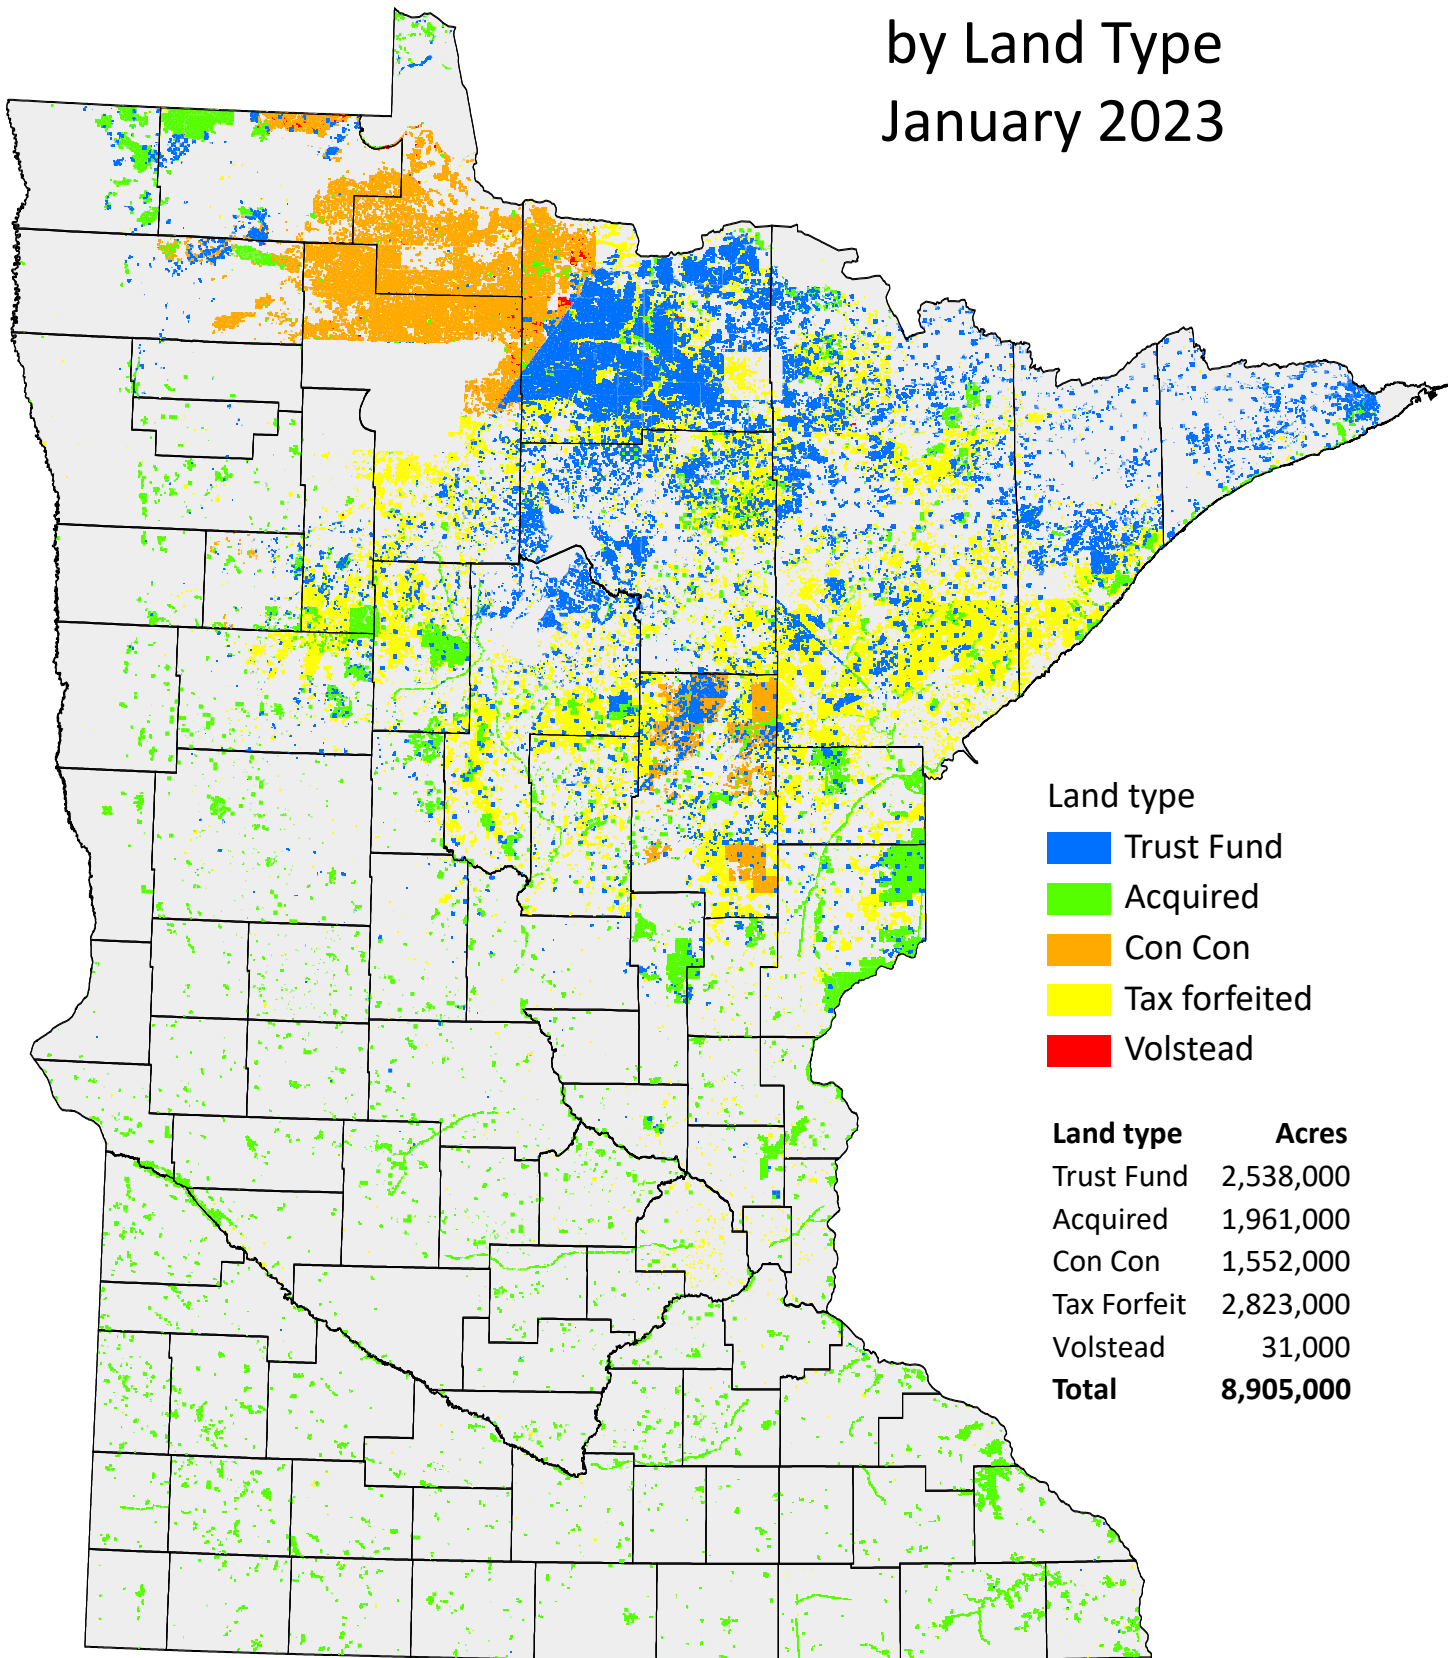 by Land Type
January 2023
Land type
Trust Fund
Acquired
Con Con
Tax forfeited
Volstead
Land type Acres
Trust Fund 2,538,000
Acquired 1,961,000
Con Con 1,552,000
Tax Forfeit 2,823,000
Volstead 31,000
Total 8,905,000